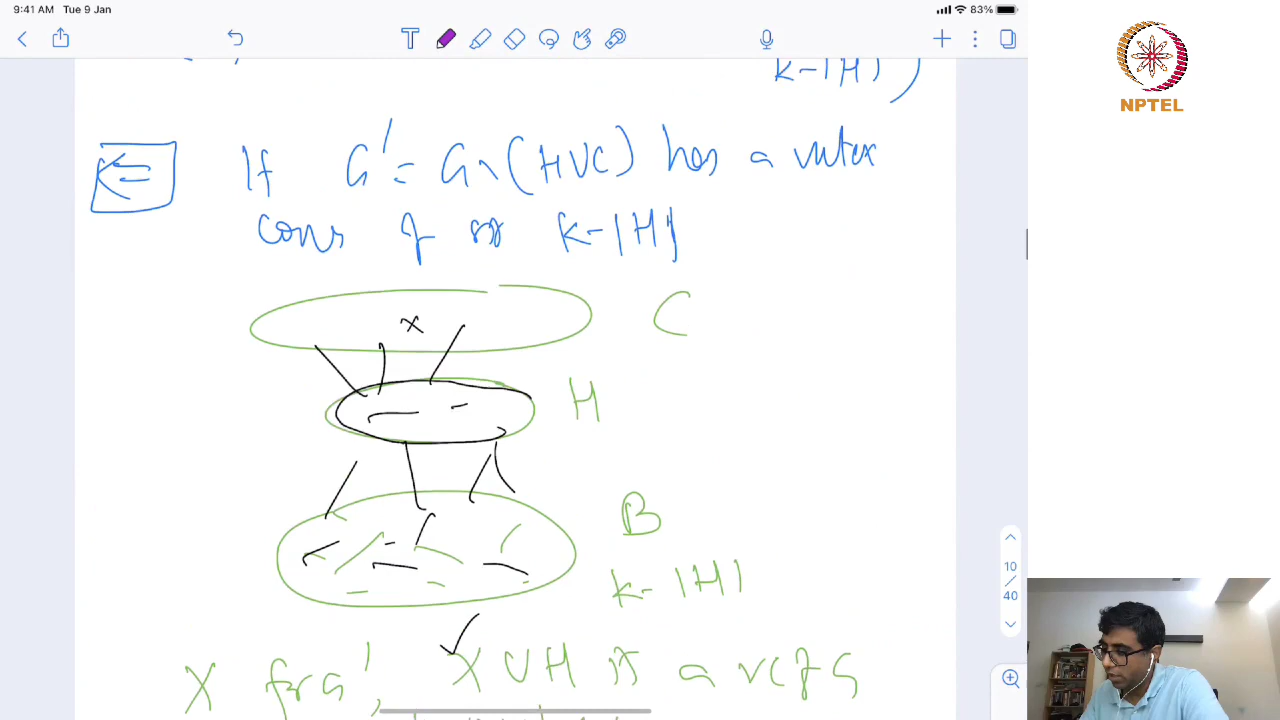 9:41 AM Tue 9 Jan 83%
NPTEL
T
k-|H| )
⇐ If G' = G \ (H ∪ C) has a vertex
cover of size k-|H|
C
x
H
B
k-|H|
10
/
40
X for G', X ∪ H is a vc of G